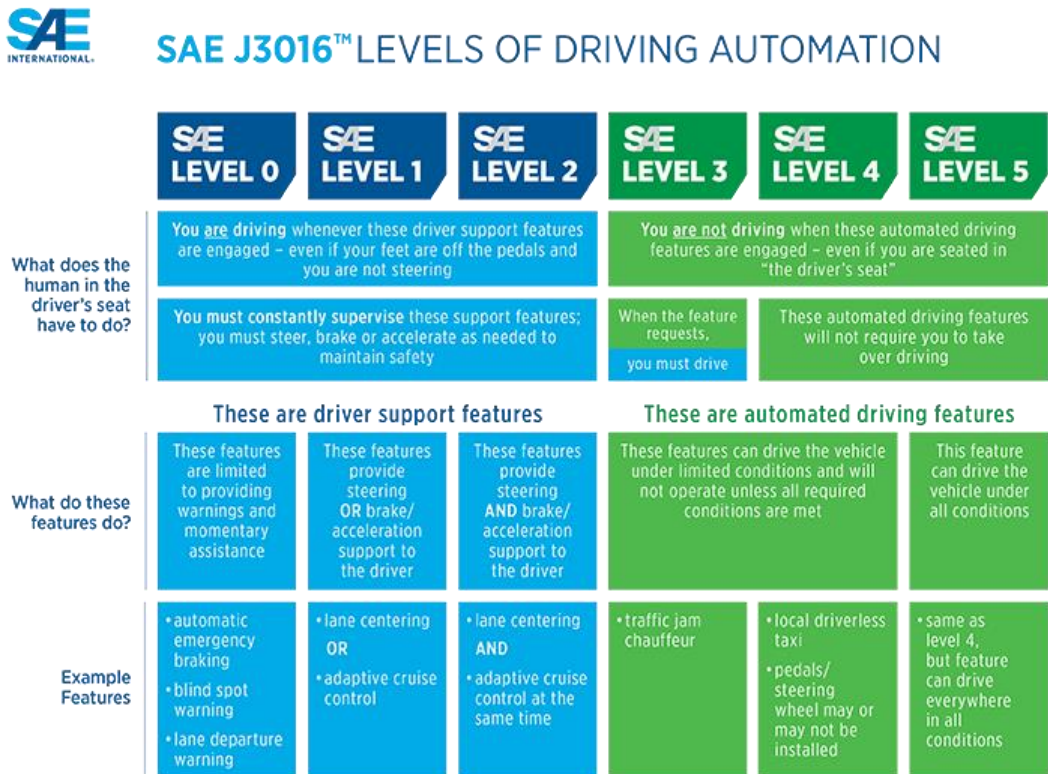 SAE
INTERNATIONAL®
SAE J3016™ LEVELS OF DRIVING AUTOMATION
SAE
LEVEL 0
SAE
LEVEL 1
SAE
LEVEL 2
SAE
LEVEL 3
SAE
LEVEL 4
SAE
LEVEL 5
What does the
human in the
driver's seat
have to do?
You are driving whenever these driver support features
are engaged – even if your feet are off the pedals and
you are not steering
You are not driving when these automated driving
features are engaged – even if you are seated in
"the driver's seat"
You must constantly supervise these support features;
you must steer, brake or accelerate as needed to
maintain safety
When the feature
requests,
you must drive
These automated driving features
will not require you to take
over driving
These are driver support features
These are automated driving features
What do these
features do?
These features
are limited
to providing
warnings and
momentary
assistance
These features
provide
steering
OR brake/
acceleration
support to
the driver
These features
provide
steering
AND brake/
acceleration
support to
the driver
These features can drive the vehicle
under limited conditions and will
not operate unless all required
conditions are met
This feature
can drive the
vehicle under
all conditions
Example
Features
• automatic
emergency
braking
• blind spot
warning
• lane departure
warning
• lane centering
OR
• adaptive cruise
control
• lane centering
AND
• adaptive cruise
control at the
same time
• traffic jam
chauffeur
• local driverless
taxi
• pedals/
steering
wheel may or
may not be
installed
• same as
level 4,
but feature
can drive
everywhere
in all
conditions